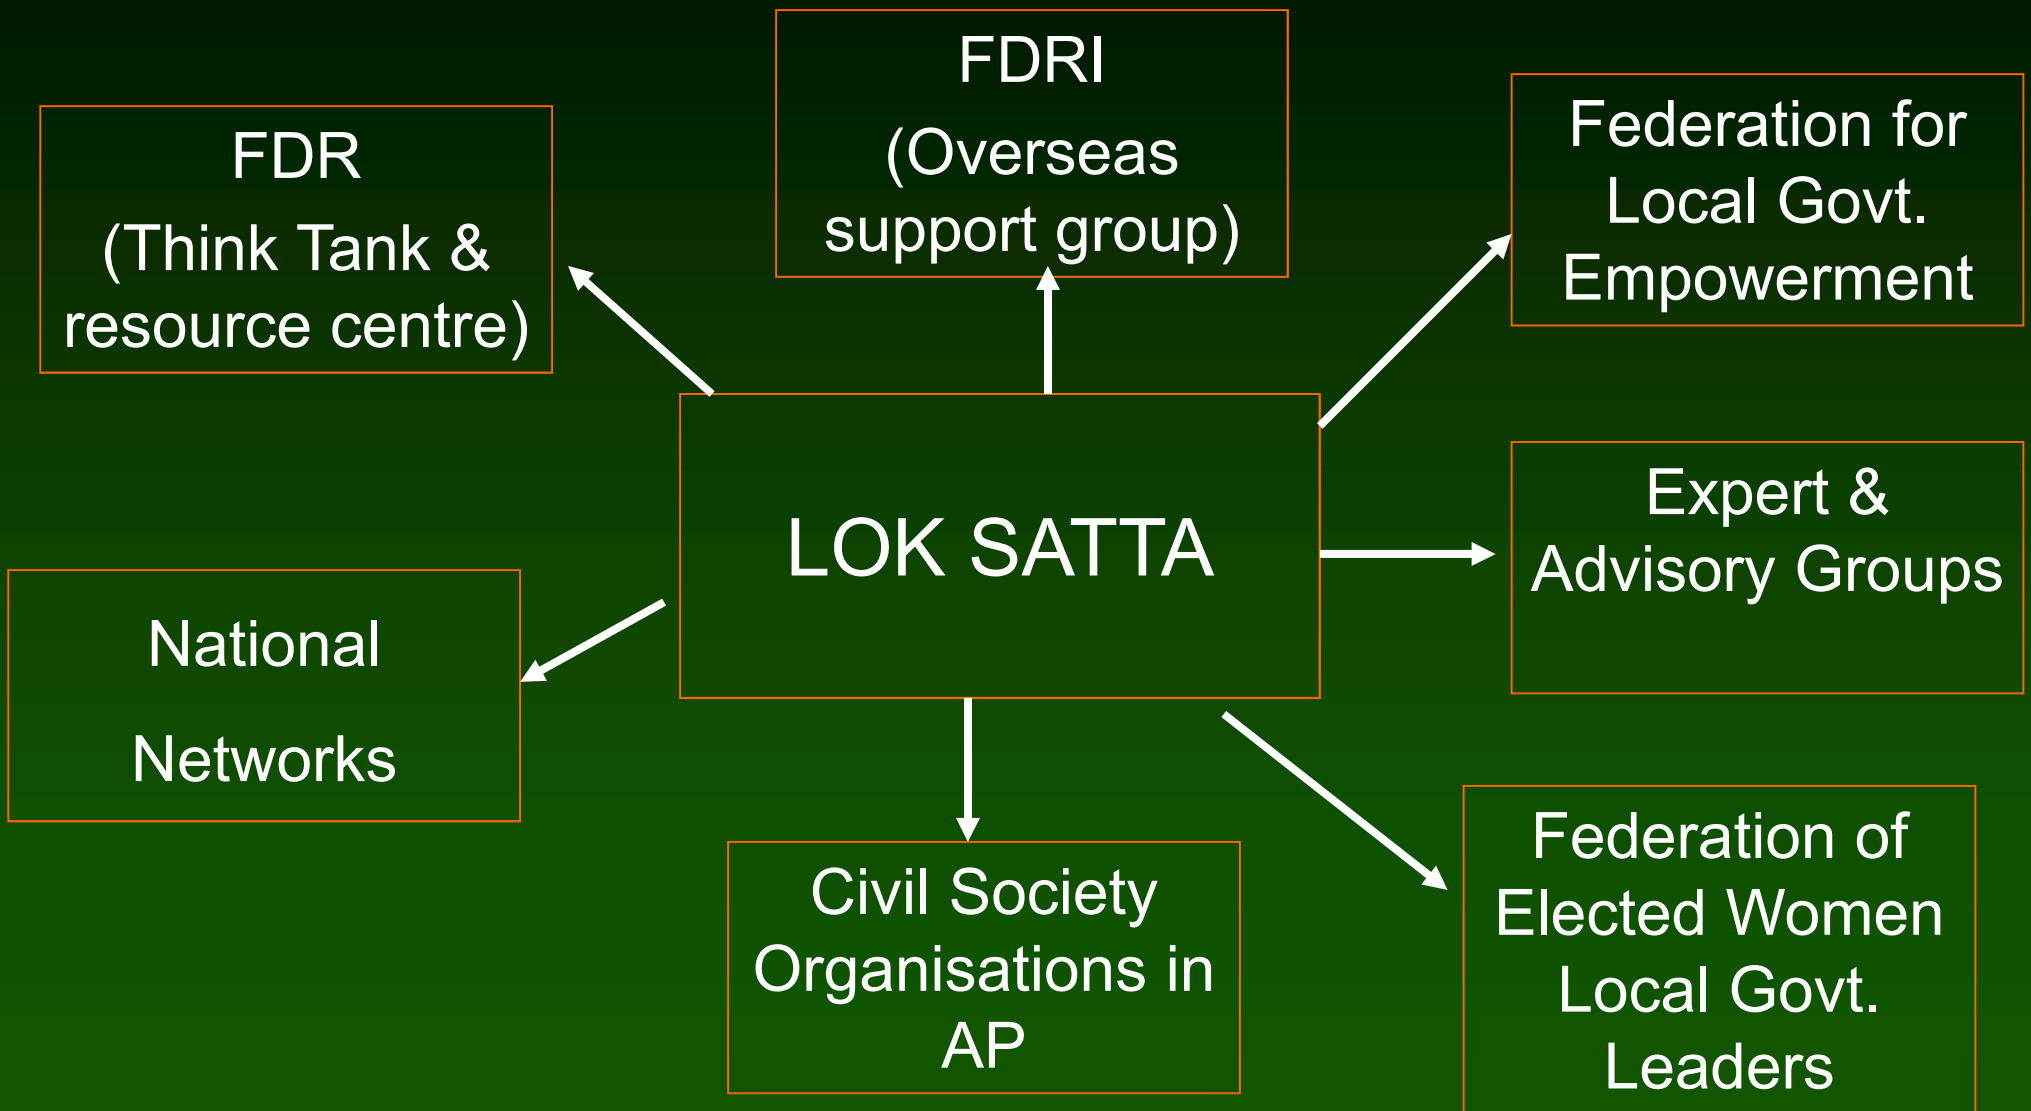 FDR
(Think Tank &
resource centre)
FDRI
(Overseas
support group)
Federation for
Local Govt.
Empowerment
LOK SATTA
Expert &
Advisory Groups
National
Networks
Civil Society
Organisations in
AP
Federation of
Elected Women
Local Govt.
Leaders